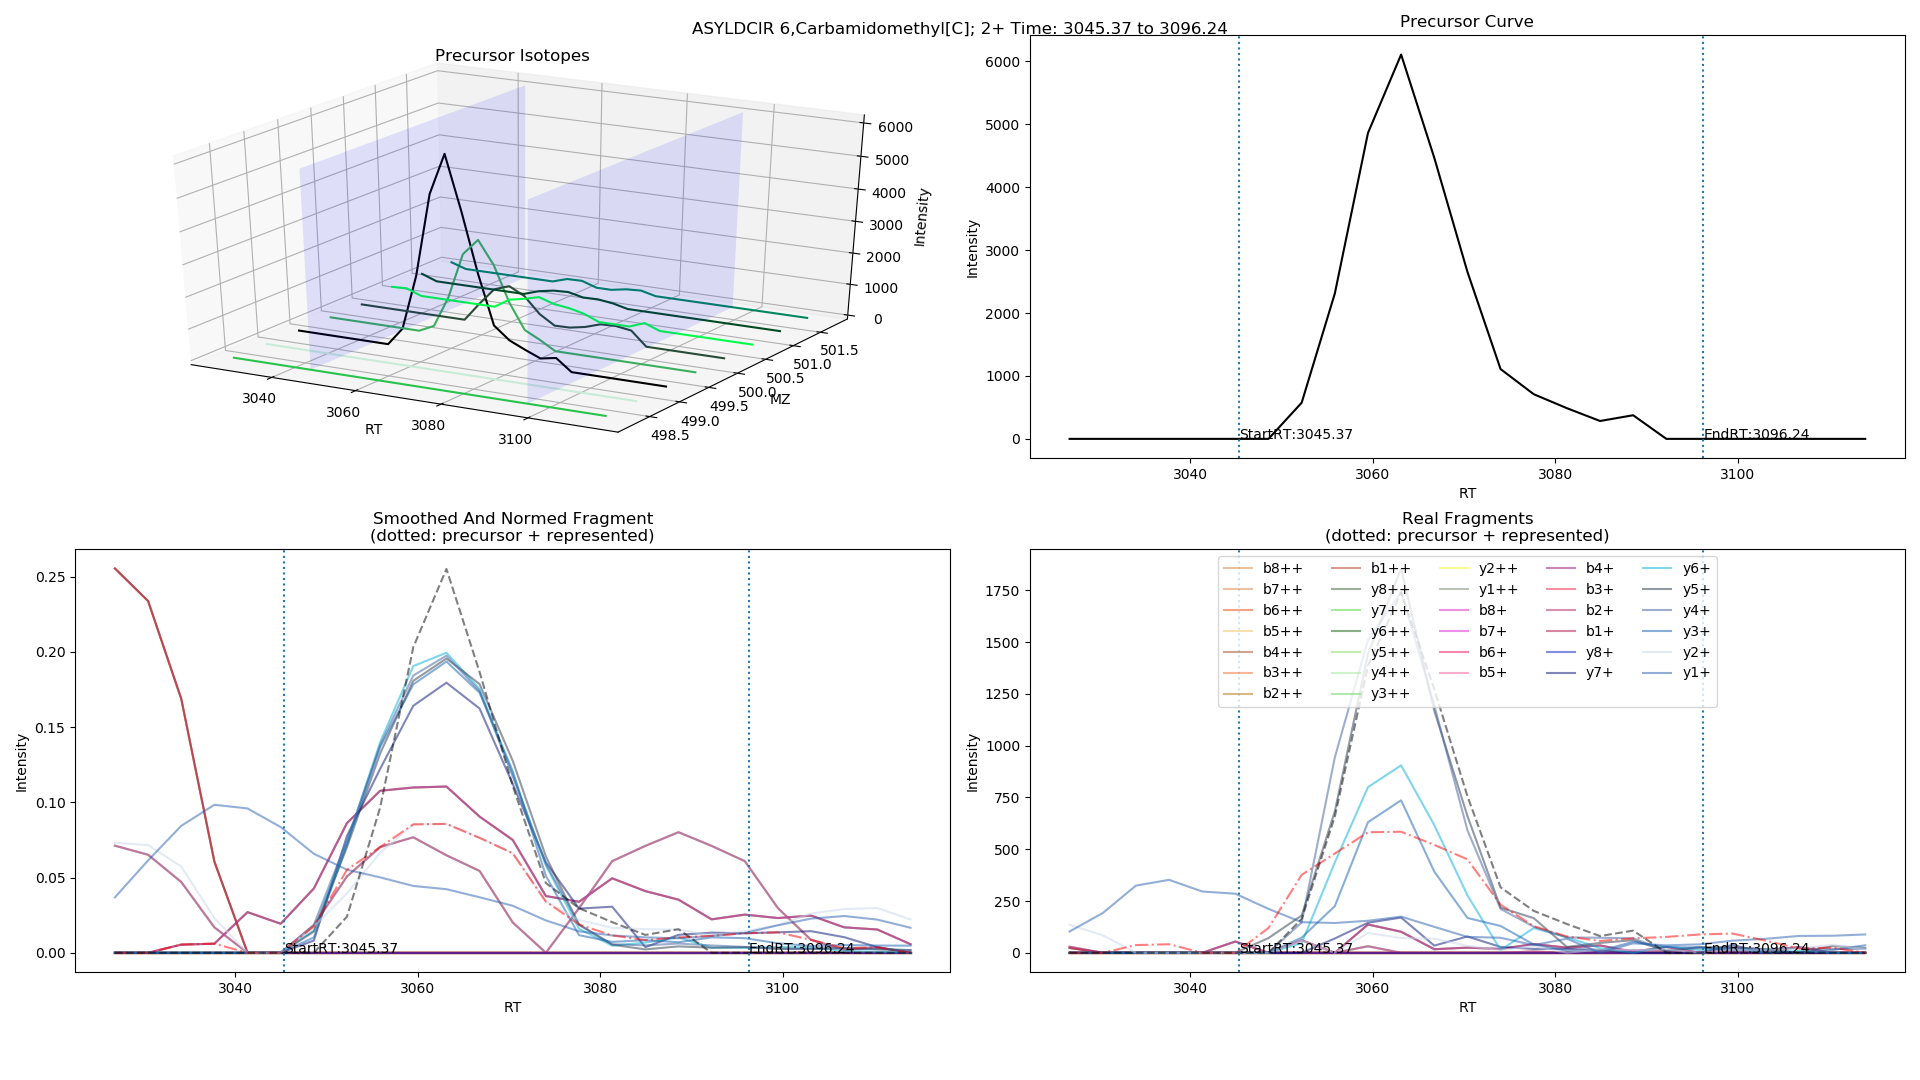 ASYLDCIR 6,Carbamidomethyl[C]; 2+ Time: 3045.37 to 3096.24
Precursor Isotopes
6000
5000
4000
3000
2000
1000
0
Intensity
3040
3060
3080
3100
RT
498.5
499.0
499.5
500.0
500.5
501.0
501.5
MZ
Precursor Curve
6000
5000
4000
3000
2000
1000
0
Intensity
StartRT:3045.37
EndRT:3096.24
3040
3060
3080
3100
RT
Smoothed And Normed Fragment
(dotted: precursor + represented)
0.25
0.20
0.15
0.10
0.05
0.00
Intensity
StartRT:3045.37
EndRT:3096.24
3040
3060
3080
3100
RT
Real Fragments
(dotted: precursor + represented)
1750
1500
1250
1000
750
500
250
0
Intensity
b8++
b7++
b6++
b5++
b4++
b3++
b2++
b1++
y8++
y7++
y6++
y5++
y4++
y3++
y2++
y1++
b8+
b7+
b6+
b5+
b4+
b3+
b2+
b1+
y8+
y7+
y6+
y5+
y4+
y3+
y2+
y1+
StartRT:3045.37
EndRT:3096.24
3040
3060
3080
3100
RT